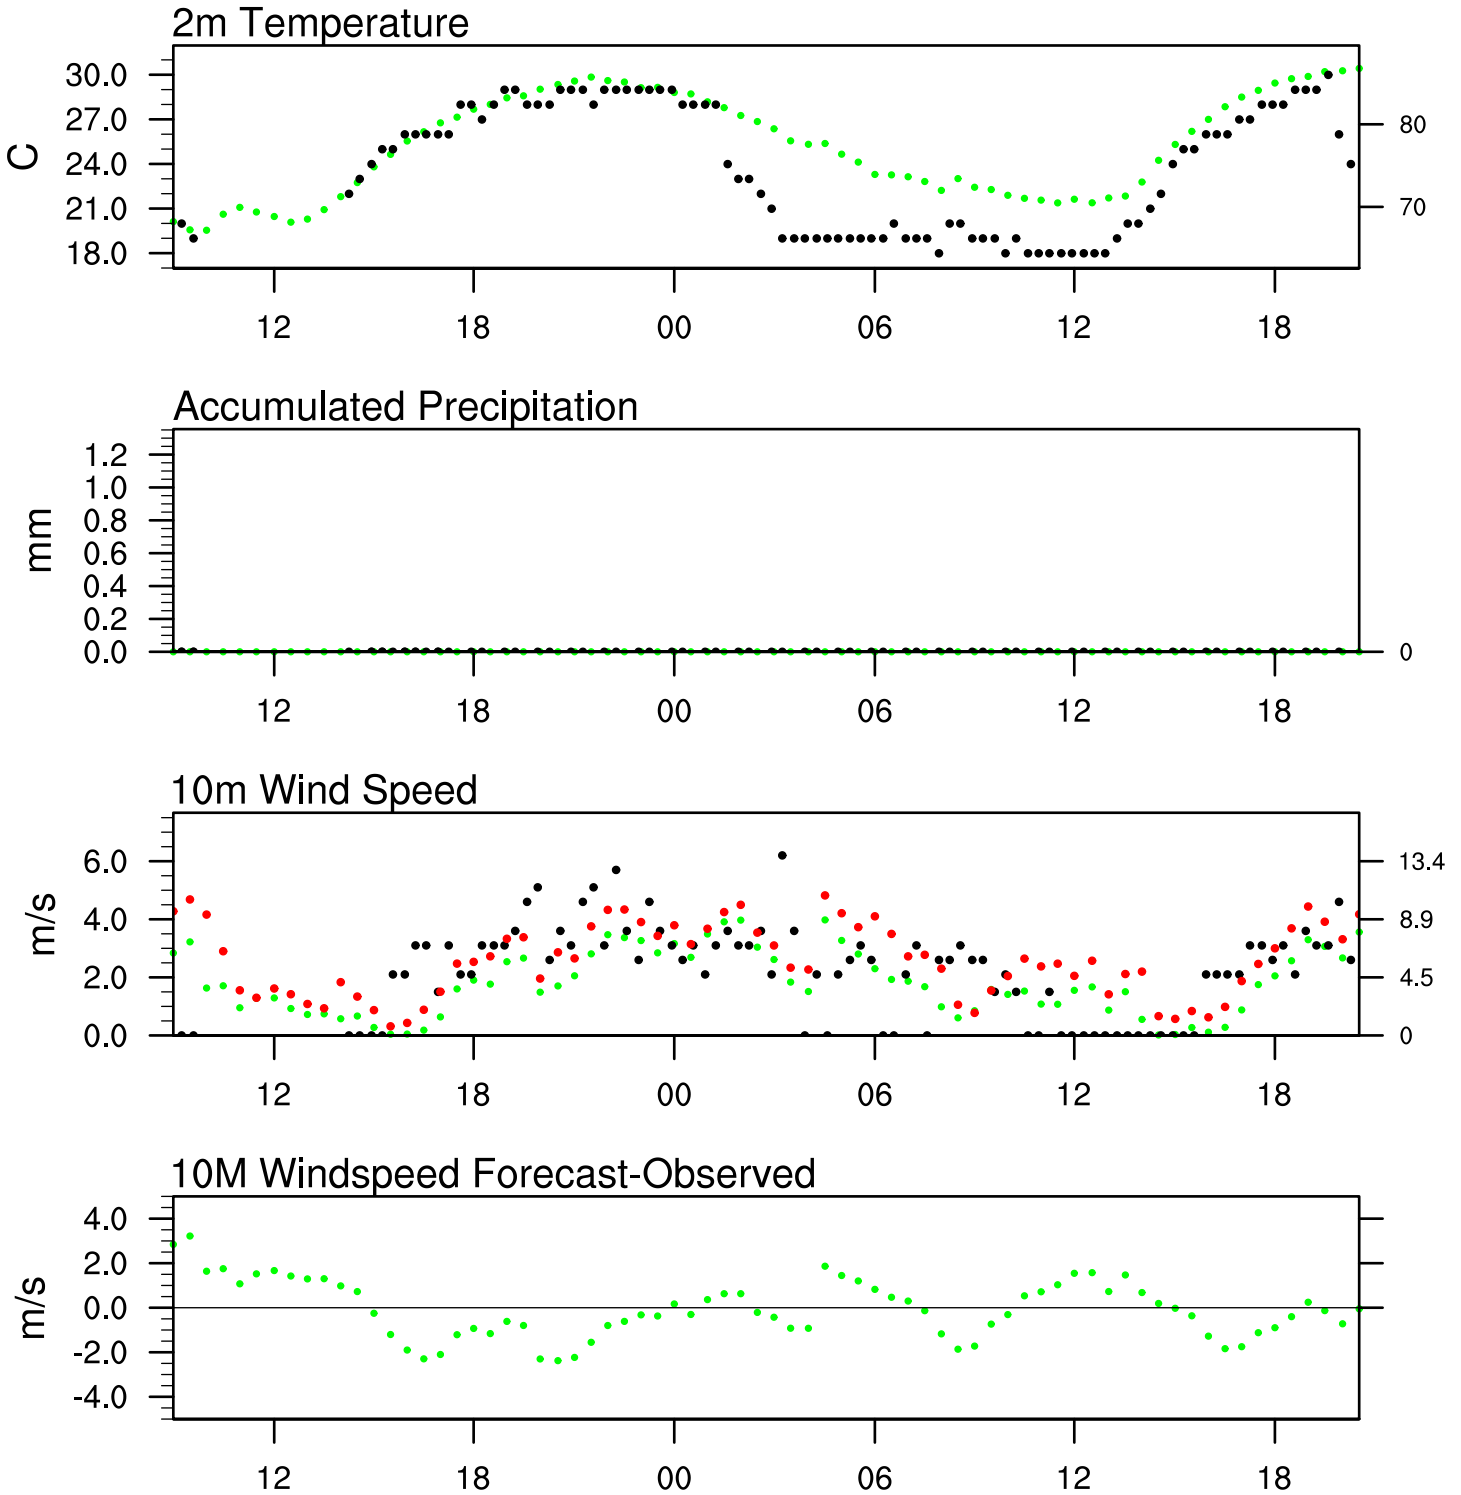 2m Temperature
30.0
27.0
24.0
21.0
18.0
C
80
70
12 18 00 06 12 18
Accumulated Precipitation
1.2
1.0
0.8
0.6
0.4
0.2
0.0
mm
0
12 18 00 06 12 18
10m Wind Speed
6.0
4.0
2.0
0.0
m/s
13.4
8.9
4.5
0
12 18 00 06 12 18
10M Windspeed Forecast-Observed
4.0
2.0
0.0
-2.0
-4.0
m/s
12 18 00 06 12 18